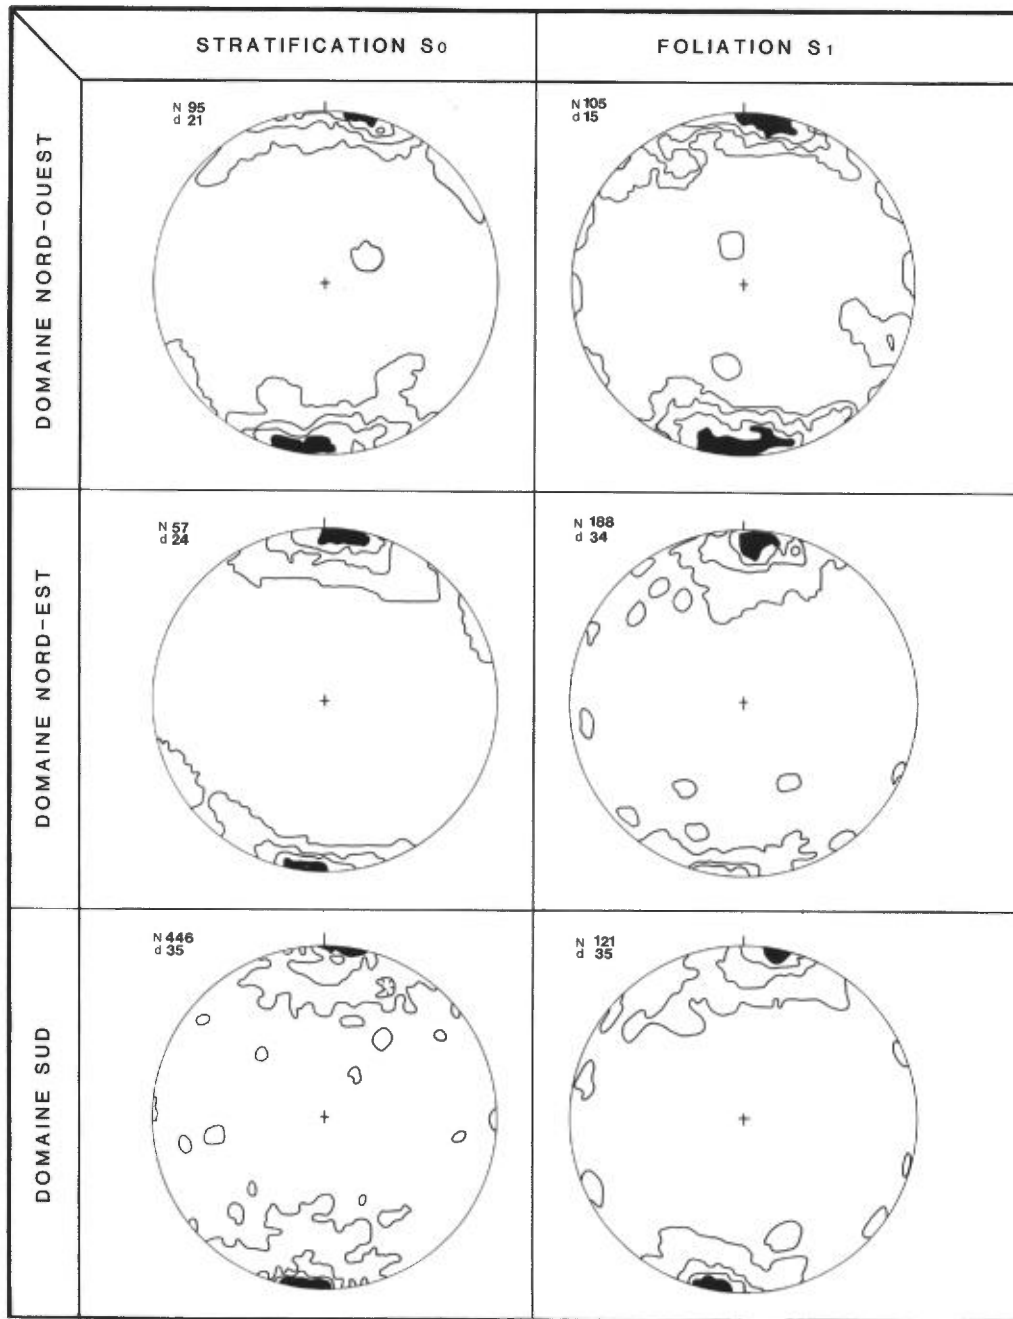 STRATIFICATION S0
FOLIATION S1
DOMAINE NORD-OUEST
N 95
d 21
N 105
d 15
DOMAINE NORD-EST
N 57
d 24
N 188
d 34
DOMAINE SUD
N 446
d 35
N 121
d 35